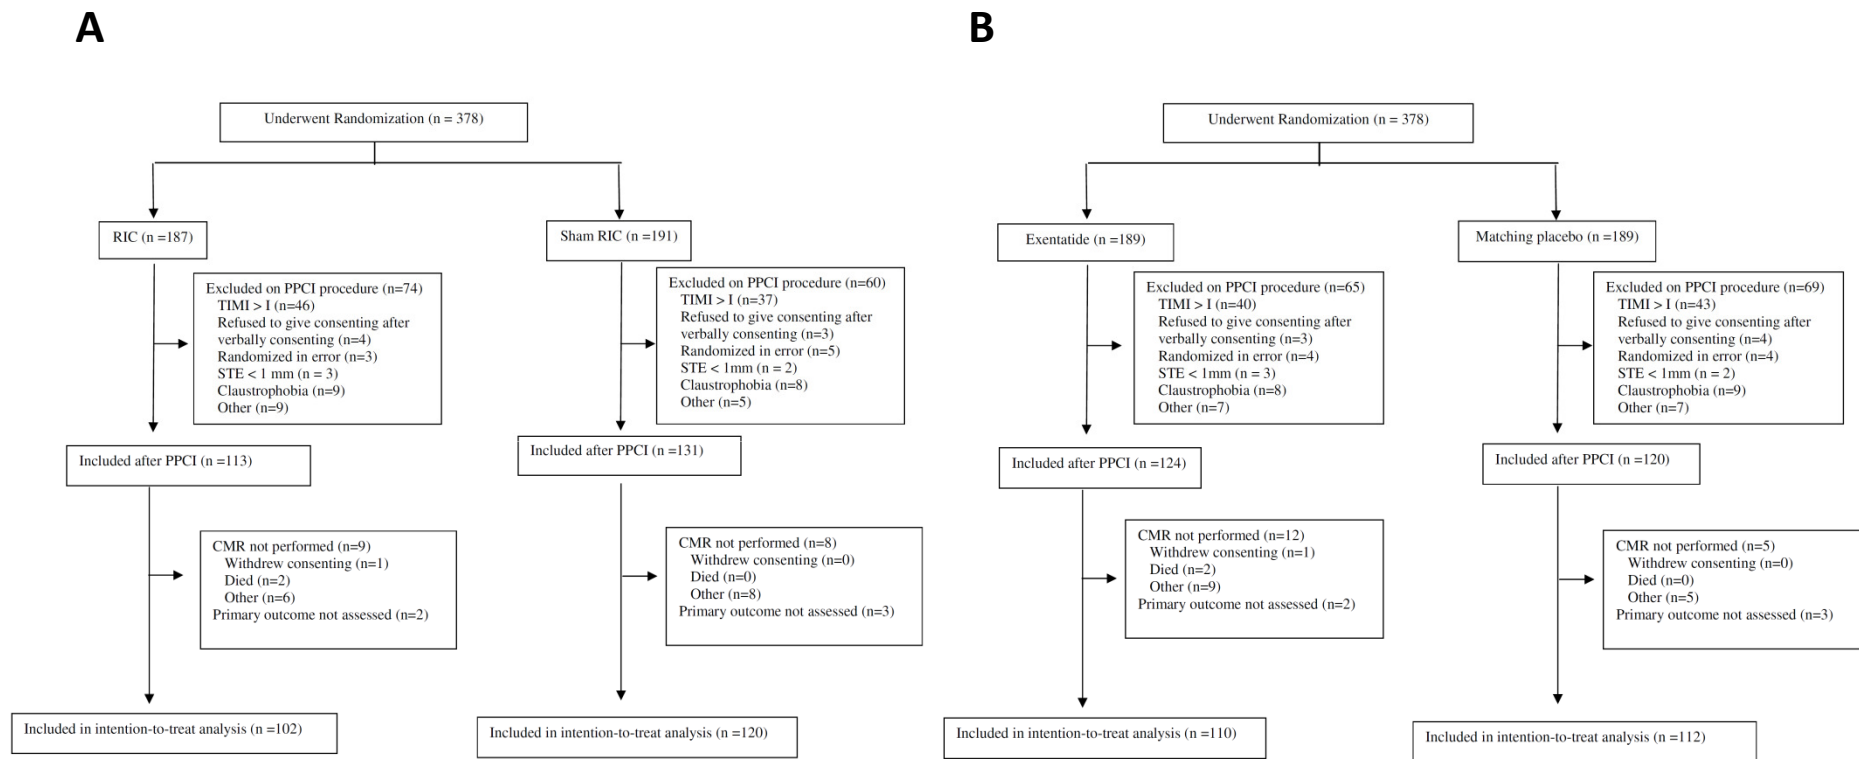 A
Underwent Randomization (n = 378)
RIC (n =187)
Sham RIC (n =191)
Excluded on PPCI procedure (n=74)
TIMI > I (n=46)
Refused to give consenting after
verbally consenting (n=4)
Randomized in error (n=3)
STE < 1 mm (n = 3)
Claustrophobia (n=9)
Other (n=9)
Excluded on PPCI procedure (n=60)
TIMI > I (n=37)
Refused to give consenting after
verbally consenting (n=3)
Randomized in error (n=5)
STE < 1mm (n = 2)
Claustrophobia (n=8)
Other (n=5)
Included after PPCI (n =113)
Included after PPCI (n =131)
CMR not performed (n=9)
Withdrew consenting (n=1)
Died (n=2)
Other (n=6)
Primary outcome not assessed (n=2)
CMR not performed (n=8)
Withdrew consenting (n=0)
Died (n=0)
Other (n=8)
Primary outcome not assessed (n=3)
Included in intention-to-treat analysis (n =102)
Included in intention-to-treat analysis (n =120)
B
Underwent Randomization (n = 378)
Exentatide (n =189)
Matching placebo (n =189)
Excluded on PPCI procedure (n=65)
TIMI > I (n=40)
Refused to give consenting after
verbally consenting (n=3)
Randomized in error (n=4)
STE < 1mm (n = 3)
Claustrophobia (n=8)
Other (n=7)
Excluded on PPCI procedure (n=69)
TIMI > I (n=43)
Refused to give consenting after
verbally consenting (n=4)
Randomized in error (n=4)
STE < 1mm (n = 2)
Claustrophobia (n=9)
Other (n=7)
Included after PPCI (n =124)
Included after PPCI (n =120)
CMR not performed (n=12)
Withdrew consenting (n=1)
Died (n=2)
Other (n=9)
Primary outcome not assessed (n=2)
CMR not performed (n=5)
Withdrew consenting (n=0)
Died (n=0)
Other (n=5)
Primary outcome not assessed (n=3)
Included in intention-to-treat analysis (n =110)
Included in intention-to-treat analysis (n =112)